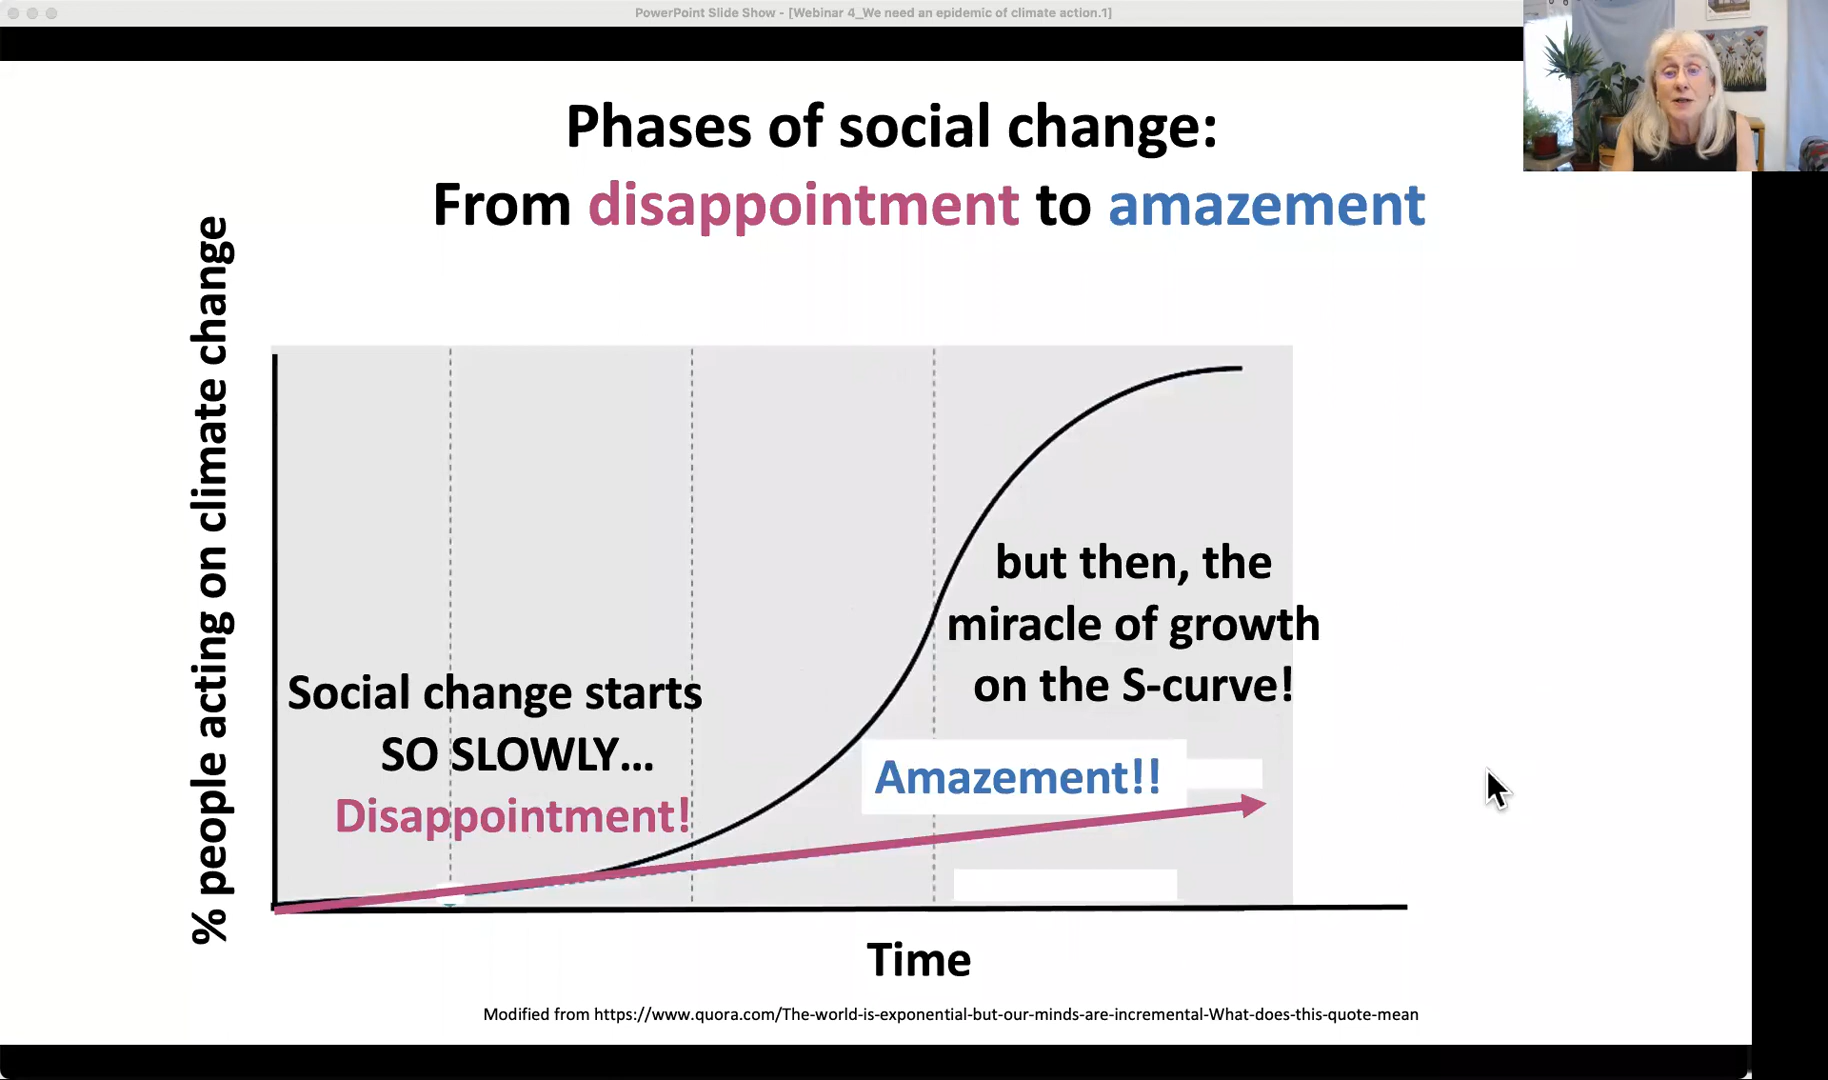 PowerPoint Slide Show - [Webinar 4_We need an epidemic of climate action.1]
Phases of social change:
From disappointment to amazement
% people acting on climate change
Social change starts
SO SLOWLY...
Disappointment!
but then, the
miracle of growth
on the S-curve!
Amazement!!
Time
Modified from https://www.quora.com/The-world-is-exponential-but-our-minds-are-incremental-What-does-this-quote-mean